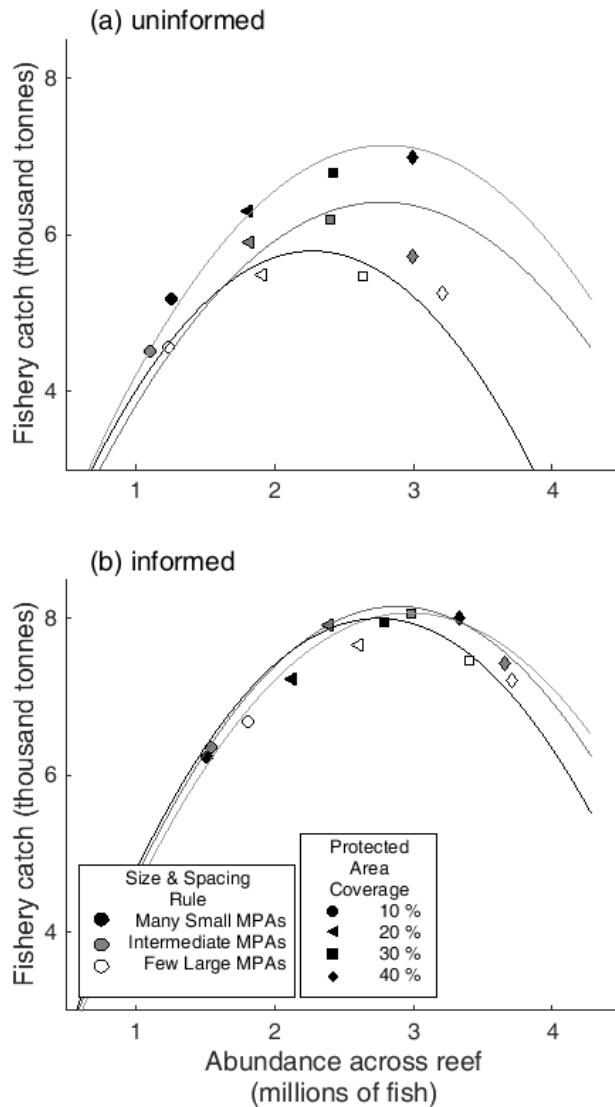 (a) uninformed
8
6
4
1 2 3 4
Fishery catch (thousand tonnes)
(b) informed
8
6
4
1 2 3 4
Fishery catch (thousand tonnes)
Size & Spacing
Rule
Many Small MPAs
Intermediate MPAs
Few Large MPAs
Protected
Area
Coverage
10 %
20 %
30 %
40 %
Abundance across reef
(millions of fish)